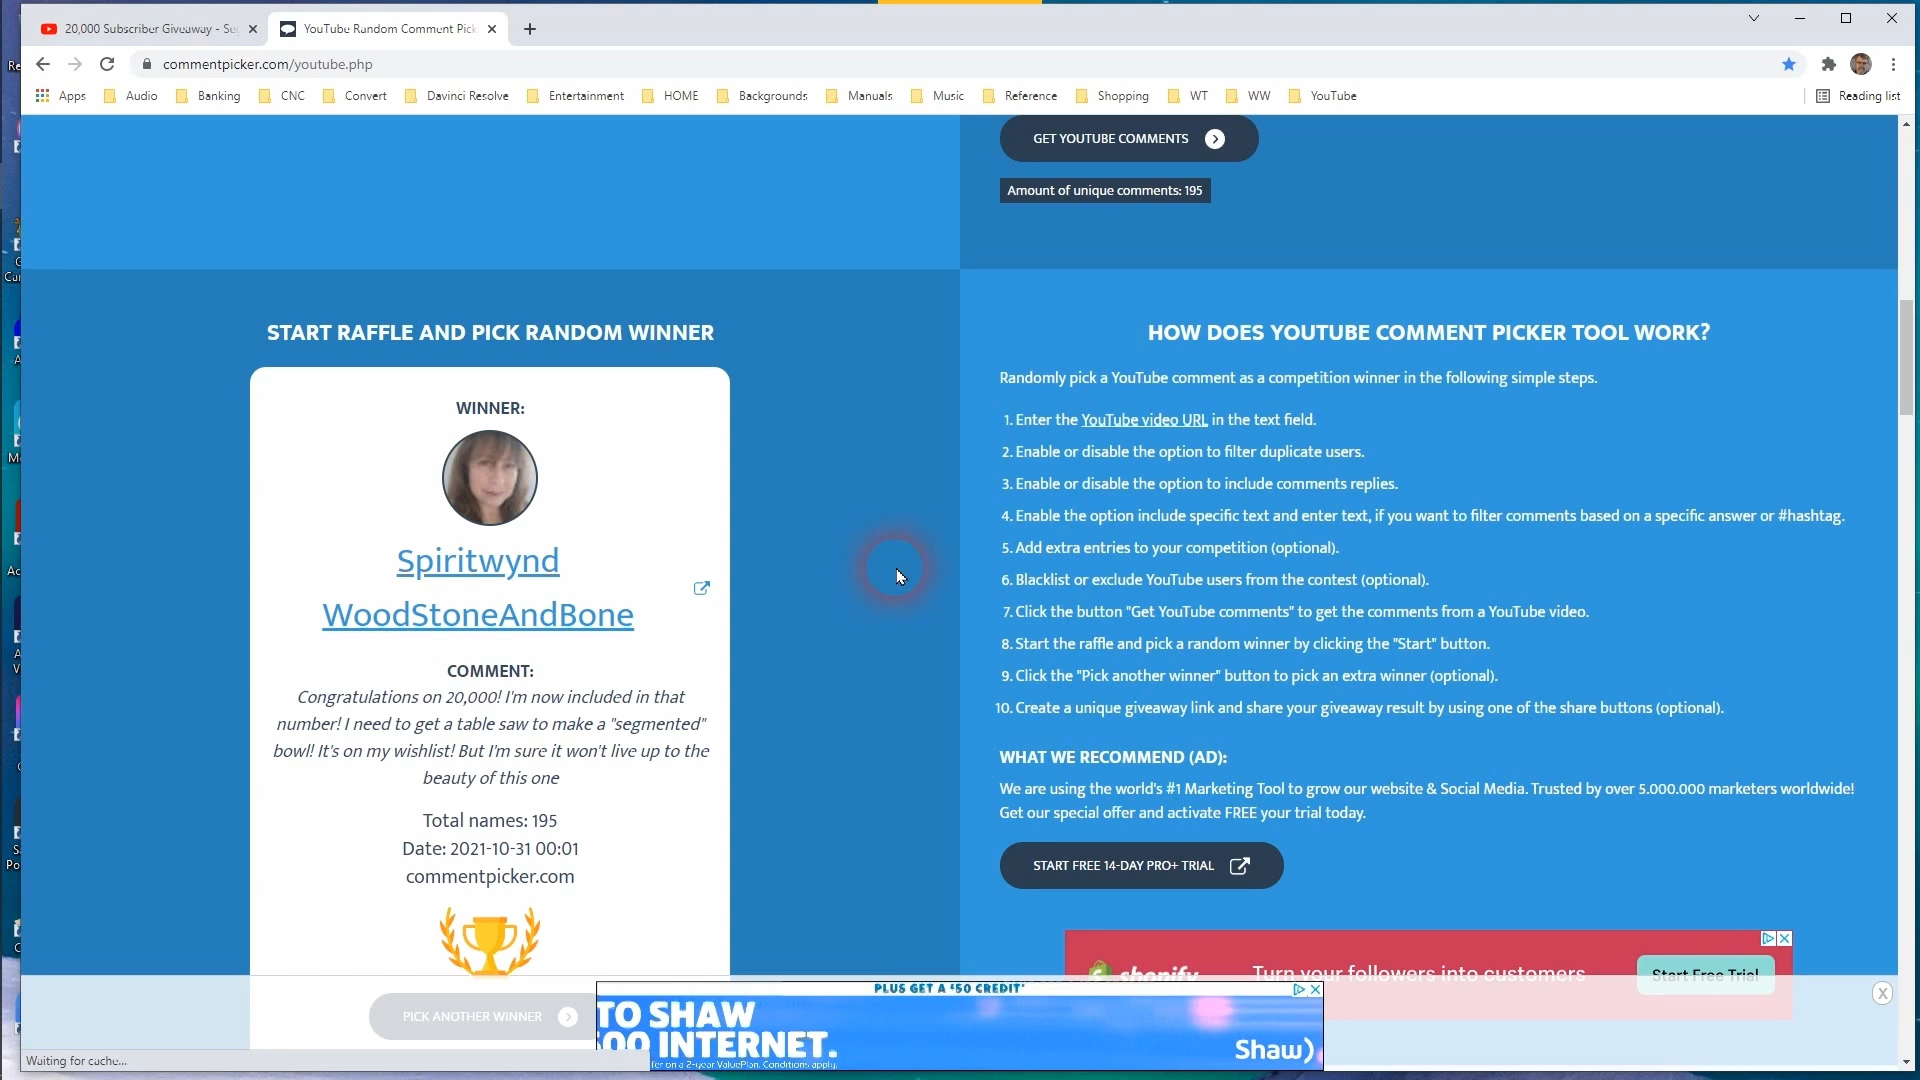 20,000 Subscriber Giveaway - Se
YouTube Random Comment Pick
commentpicker.com/youtube.php
Apps Audio Banking CNC Convert Davinci Resolve Entertainment HOME Backgrounds Manuals Music Reference Shopping WT WW YouTube Reading list
GET YOUTUBE COMMENTS
Amount of unique comments: 195
START RAFFLE AND PICK RANDOM WINNER
WINNER:
Spiritwynd
WoodStoneAndBone
COMMENT:
Congratulations on 20,000! I'm now included in that
number! I need to get a table saw to make a "segmented"
bowl! It's on my wishlist! But I'm sure it won't live up to the
beauty of this one
Total names: 195
Date: 2021-10-31 00:01
commentpicker.com
PICK ANOTHER WINNER
HOW DOES YOUTUBE COMMENT PICKER TOOL WORK?
Randomly pick a YouTube comment as a competition winner in the following simple steps.
1. Enter the YouTube video URL in the text field.
2. Enable or disable the option to filter duplicate users.
3. Enable or disable the option to include comments replies.
4. Enable the option include specific text and enter text, if you want to filter comments based on a specific answer or #hashtag.
5. Add extra entries to your competition (optional).
6. Blacklist or exclude YouTube users from the contest (optional).
7. Click the button "Get YouTube comments" to get the comments from a YouTube video.
8. Start the raffle and pick a random winner by clicking the "Start" button.
9. Click the "Pick another winner" button to pick an extra winner (optional).
10. Create a unique giveaway link and share your giveaway result by using one of the share buttons (optional).
WHAT WE RECOMMEND (AD):
We are using the world's #1 Marketing Tool to grow our website & Social Media. Trusted by over 5.000.000 marketers worldwide!
Get our special offer and activate FREE your trial today.
START FREE 14-DAY PRO+ TRIAL
shopify Turn your followers into customers Start Free Trial
X
PLUS GET A $50 CREDIT*
TO SHAW
INTERNET.
Shaw)
offer on a 2-year ValuePlan. Conditions apply.
Waiting for cache...